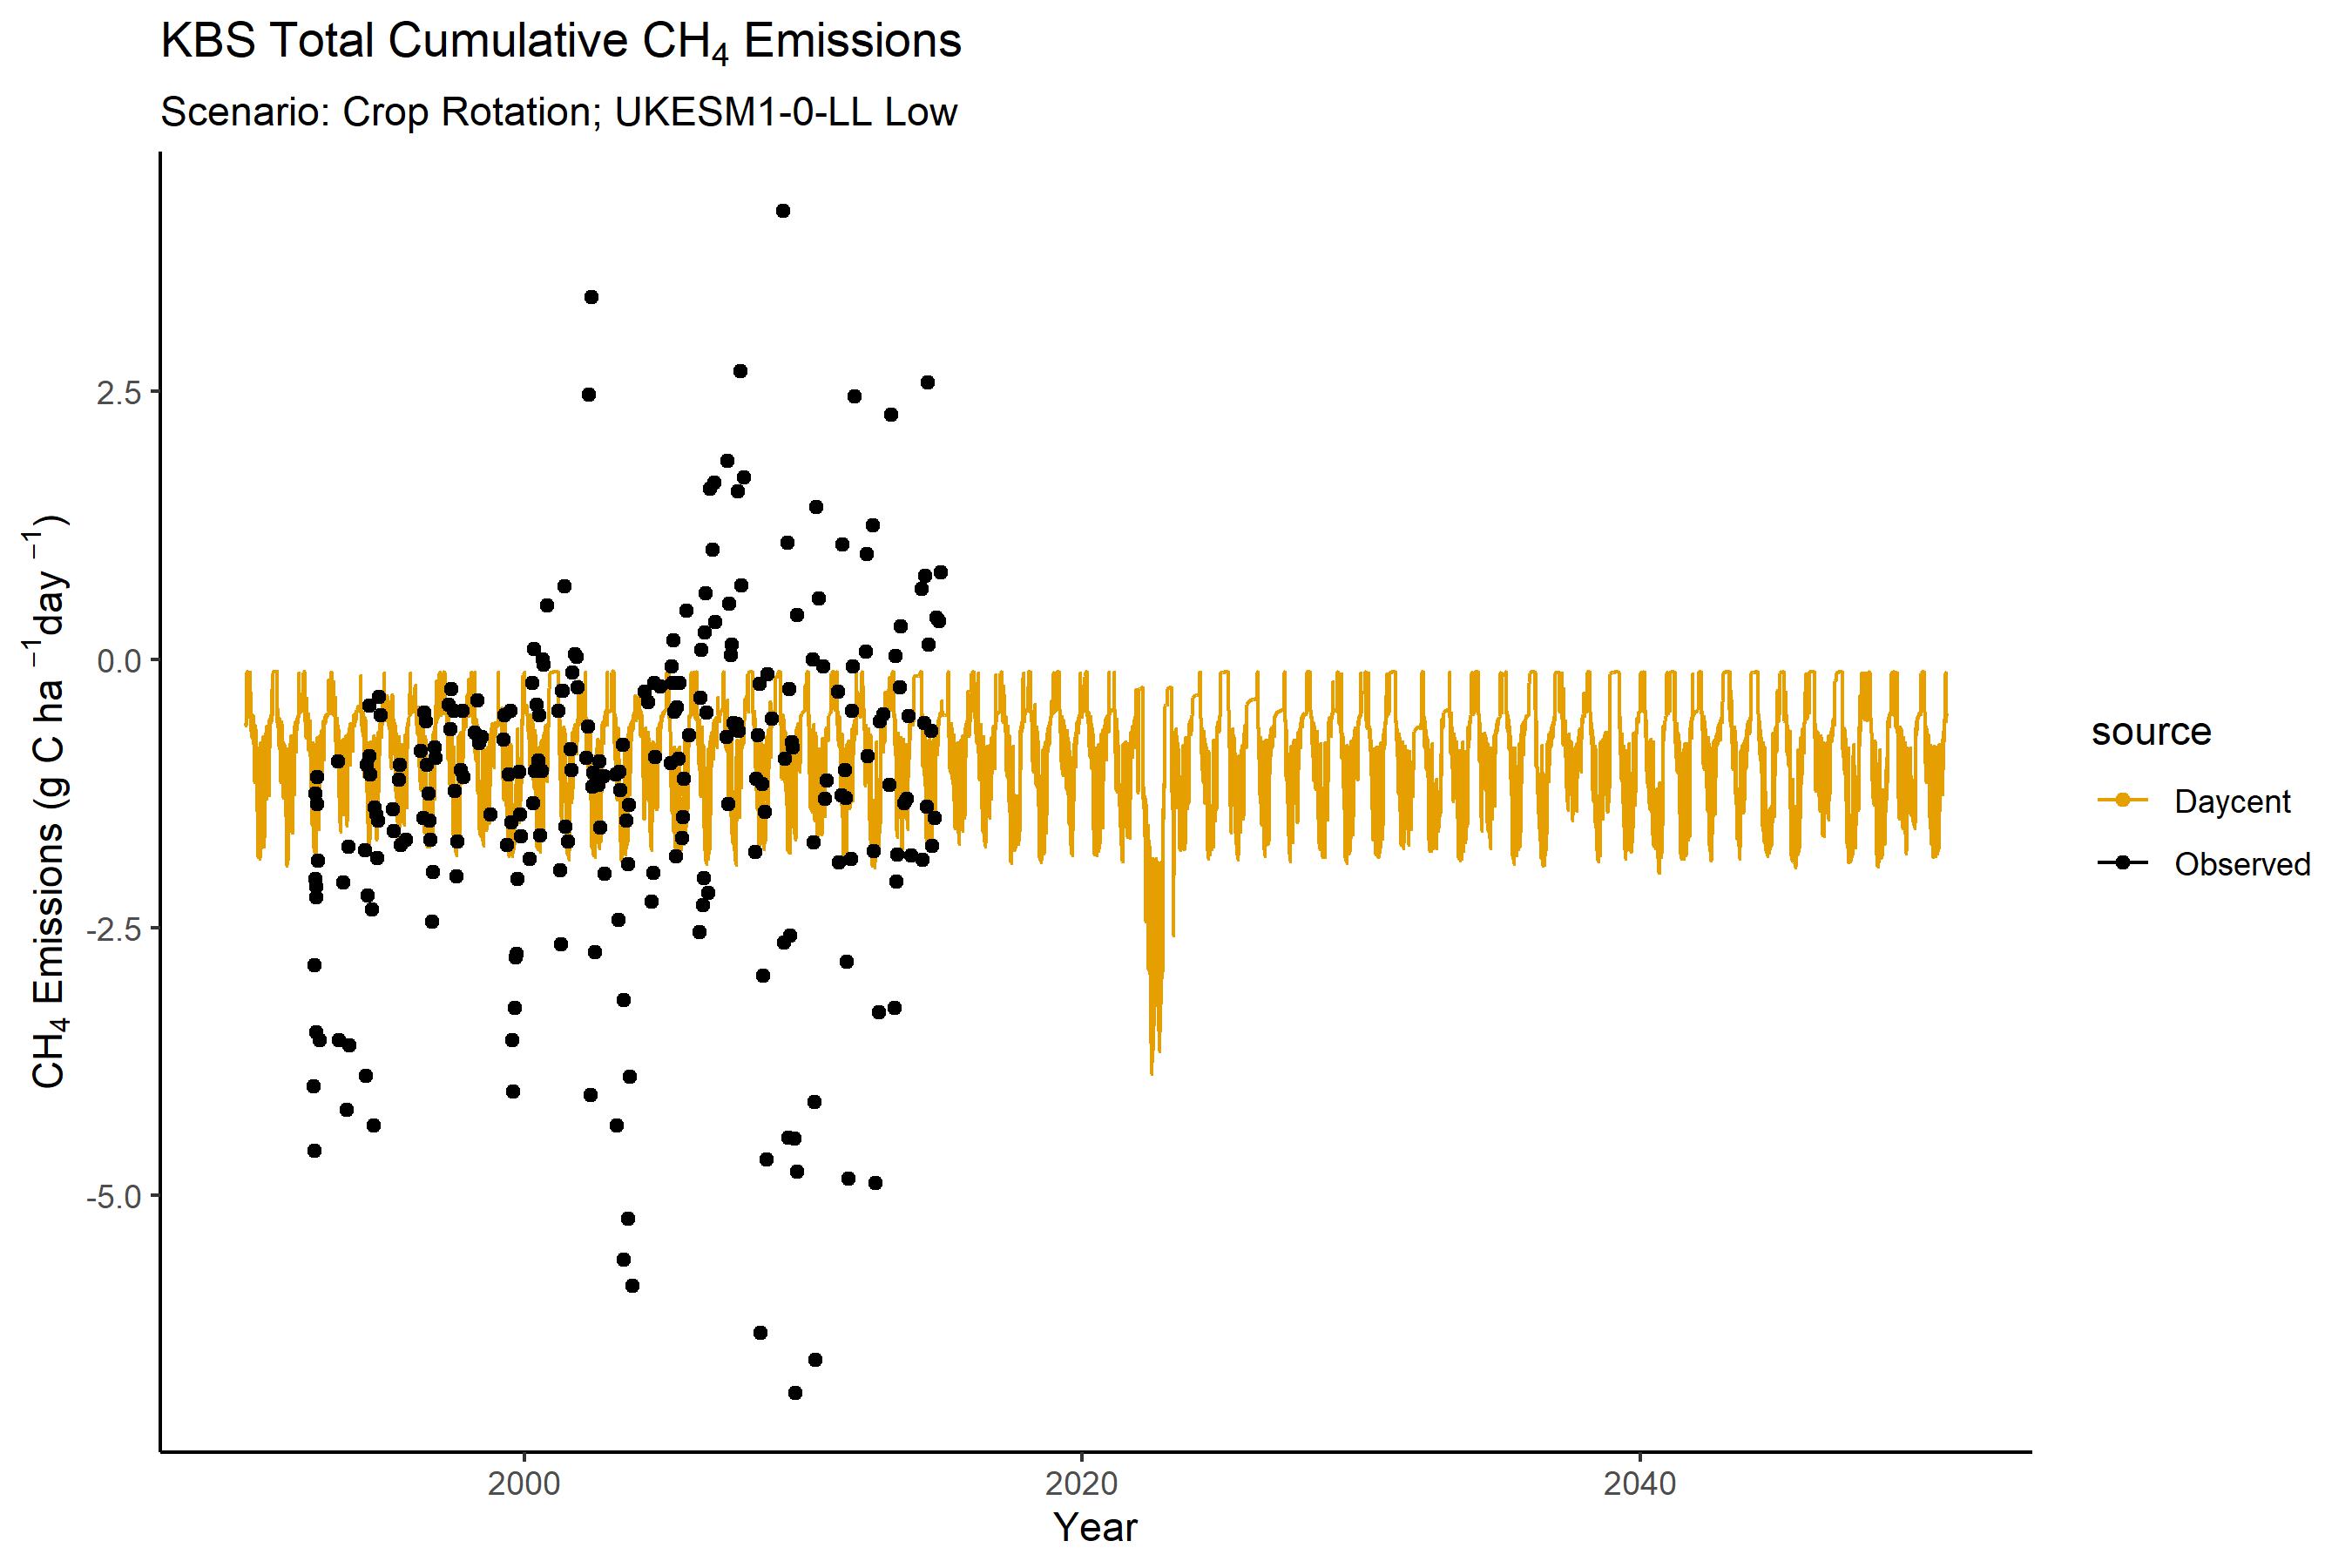 KBS Total Cumulative CH₄ Emissions
Scenario: Crop Rotation; UKESM1-0-LL Low
CH₄ Emissions (g C ha ⁻¹day ⁻¹)
2.5
0.0
-2.5
-5.0
2000
2020
2040
Year
source
Daycent
Observed